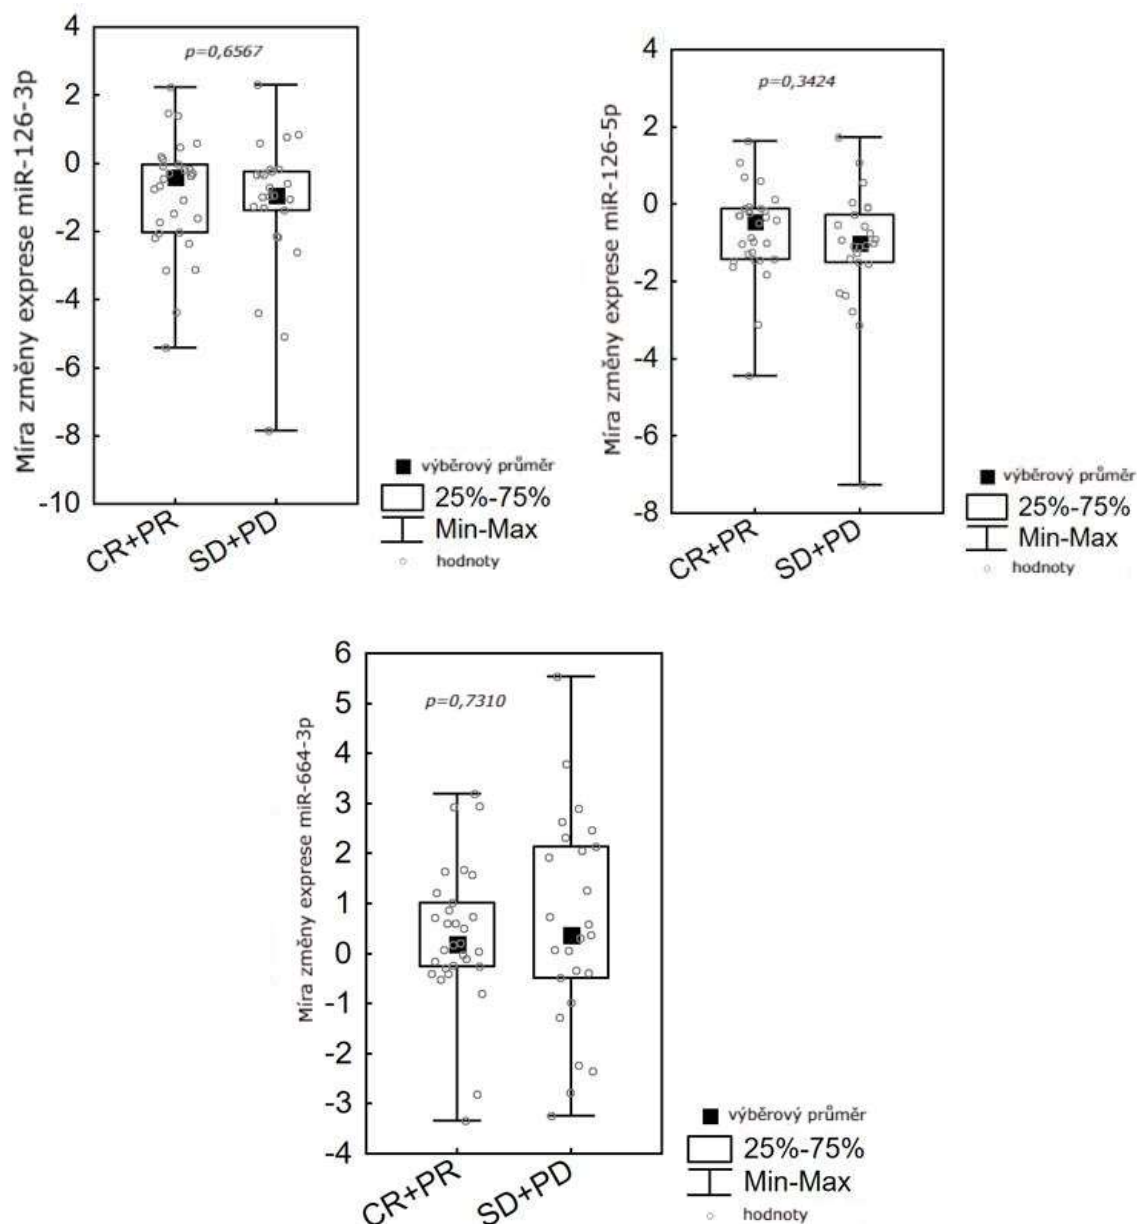 Míra změny exprese miR-126-3p
4
2
0
-2
-4
-6
-8
-10
p=0,6567
CR+PR
SD+PD
výběrový průměr
25%-75%
Min-Max
hodnoty
Míra změny exprese miR-126-5p
4
2
0
-2
-4
-6
-8
p=0,3424
CR+PR
SD+PD
výběrový průměr
25%-75%
Min-Max
hodnoty
Míra změny exprese miR-664-3p
6
5
4
3
2
1
0
-1
-2
-3
-4
p=0,7310
CR+PR
SD+PD
výběrový průměr
25%-75%
Min-Max
hodnoty